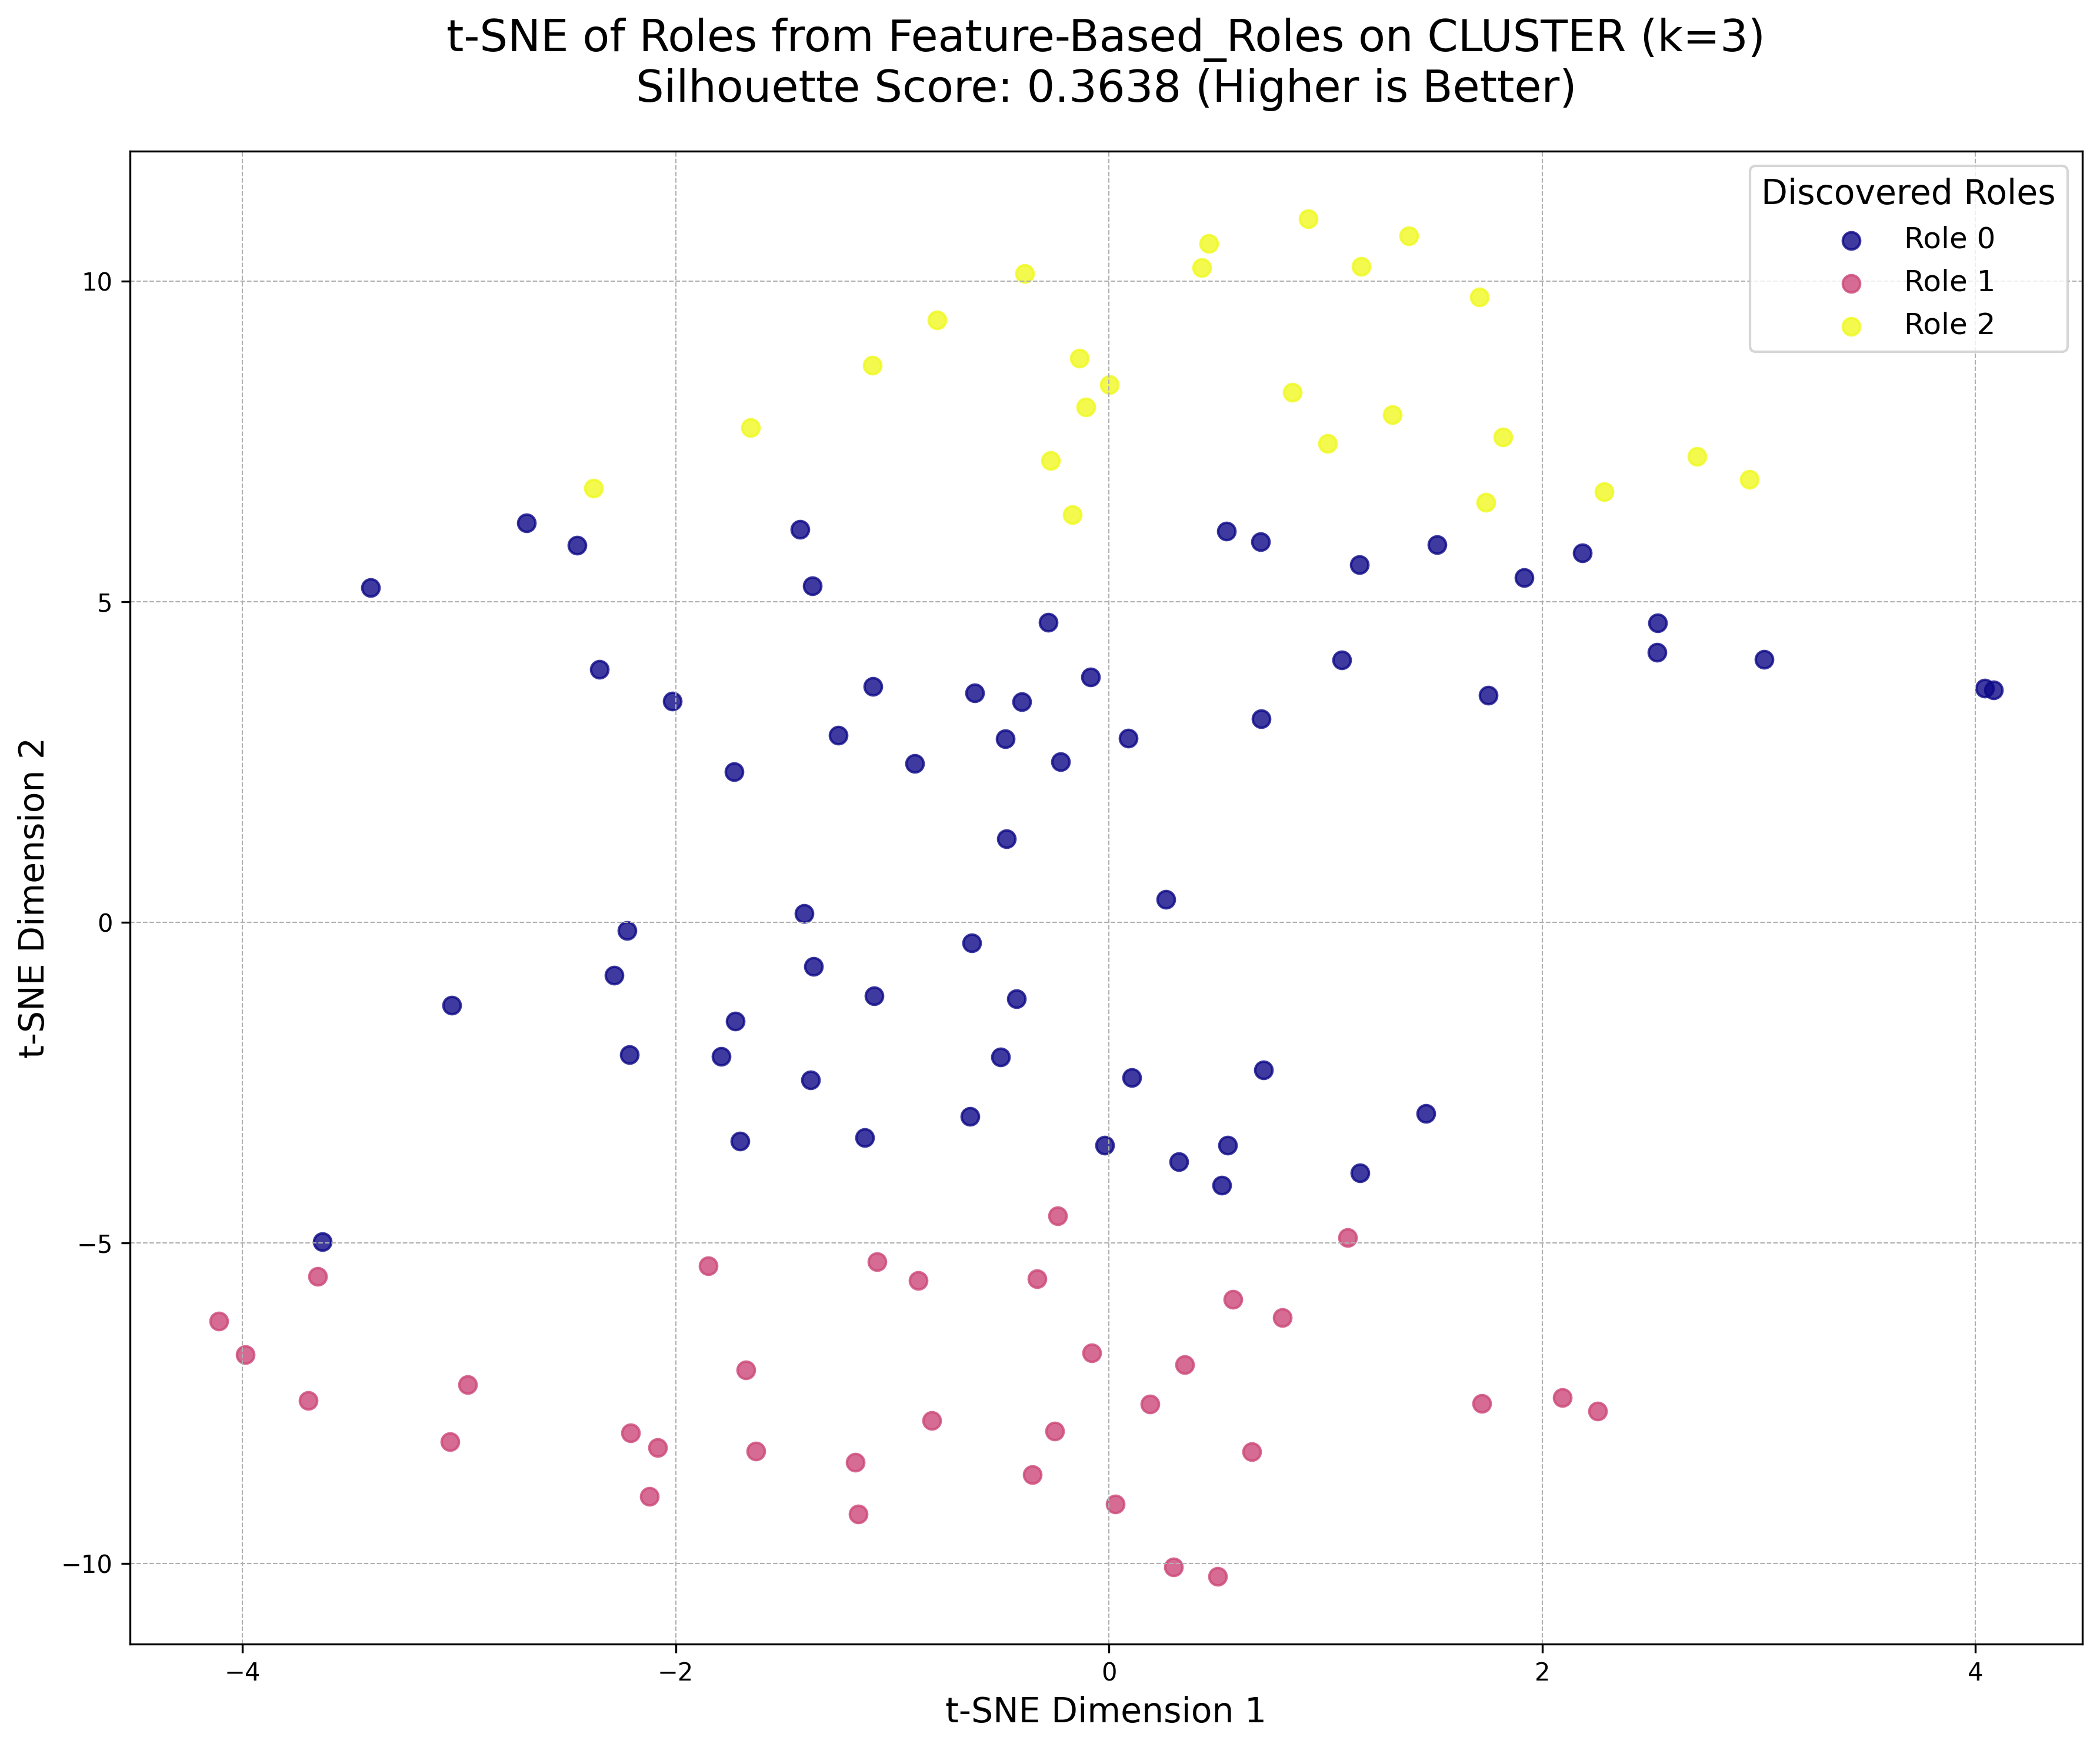 t-SNE of Roles from Feature-Based_Roles on CLUSTER (k=3)
Silhouette Score: 0.3638 (Higher is Better)
Discovered Roles
Role 0
Role 1
Role 2
t-SNE Dimension 2
10
5
0
−5
−10
−4
−2
0
2
4
t-SNE Dimension 1